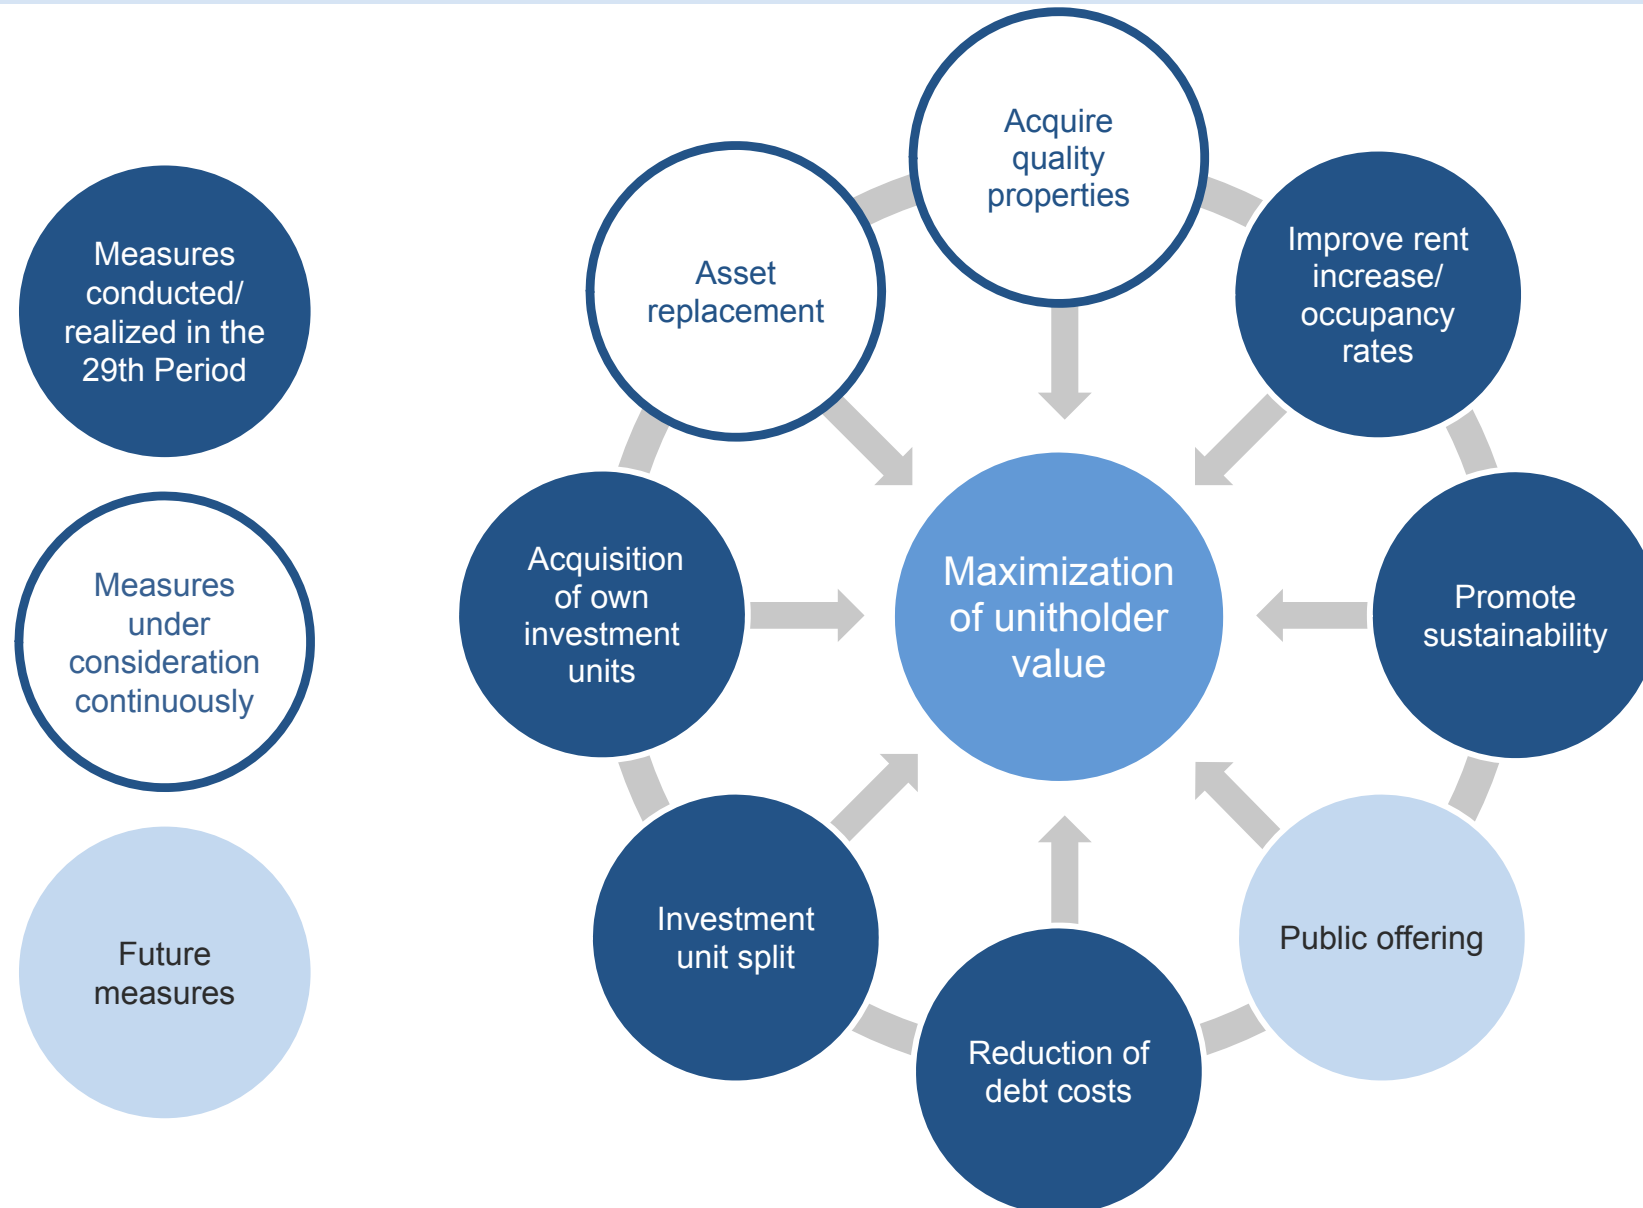 Measures
conducted/
realized in the
29th Period
Measures
under
consideration
continuously
Future
measures
Acquire
quality
properties
Improve rent
increase/
occupancy
rates
Promote
sustainability
Public offering
Reduction of
debt costs
Investment
unit split
Acquisition
of own
investment
units
Asset
replacement
Maximization
of unitholder
value